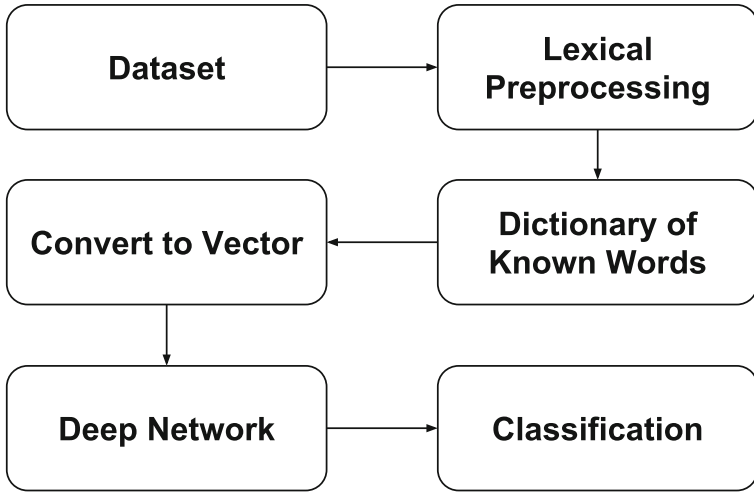 Dataset
Lexical
Preprocessing
Dictionary of
Known Words
Convert to Vector
Deep Network
Classification